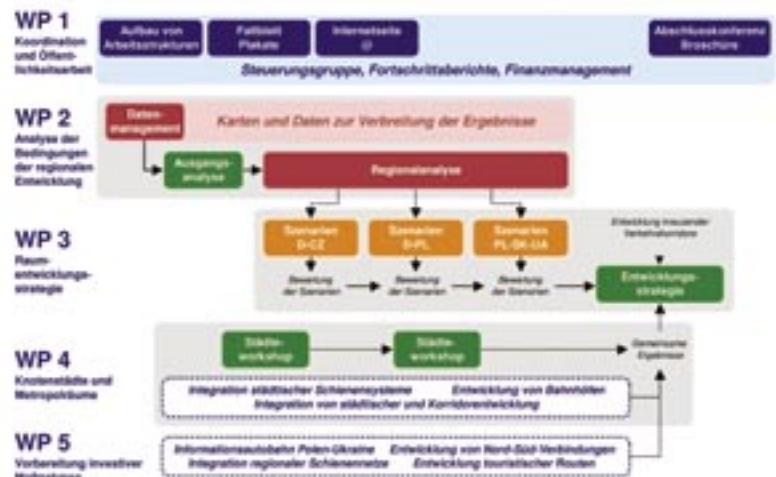 WP 1
Koordination
und Öffent-
lichkeitsarbeit
Aufbau von
Arbeitsstrukturen
Faltblatt
Plakate
Internetseite
@
Abschlusskonferenz
Broschüre
Steuerungsgruppe, Fortschrittsberichte, Finanzmanagement
WP 2
Analyse der
Bedingungen
der regionalen
Entwicklung
Daten-
management
Karten und Daten zur Verbreitung der Ergebnisse
Ausgangs-
analyse
Regionalanalyse
WP 3
Raum-
entwicklungs-
strategie
Szenarien
D-CZ
Szenarien
D-PL
Szenarien
PL-SK-UA
Entwicklung kreuzender
Verkehrskorridore
Bewertung
der Szenarien
Bewertung
der Szenarien
Bewertung
der Szenarien
Entwicklungs-
strategie
WP 4
Knotenstädte und
Metropolräume
Städte-
workshop
Städte-
workshop
Gemeinsame
Ergebnisse
Integration städtischer Schienensysteme Entwicklung von Bahnhöfen
Integration von städtischer und Korridorentwicklung
WP 5
Vorbereitung investiver
Informationsautobahn Polen-Ukraine Entwicklung von Nord-Süd-Verbindungen
Integration regionaler Schienennetze Entwicklung touristischer Routen